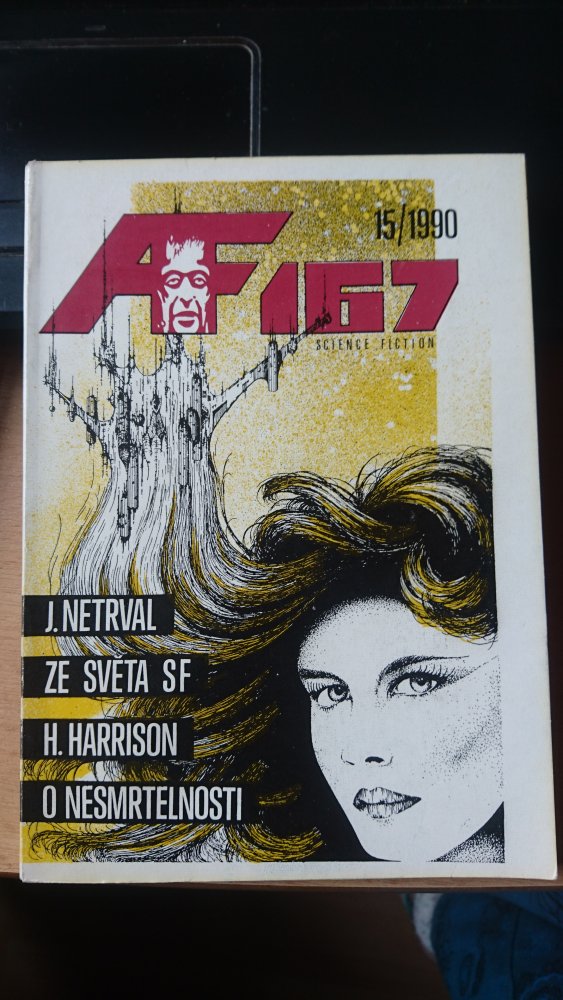 15/1990
AF167
SCIENCE FICTION
J. NETRVAL
ZE SVĚTA SF
H. HARRISON
O NESMRTELNOSTI